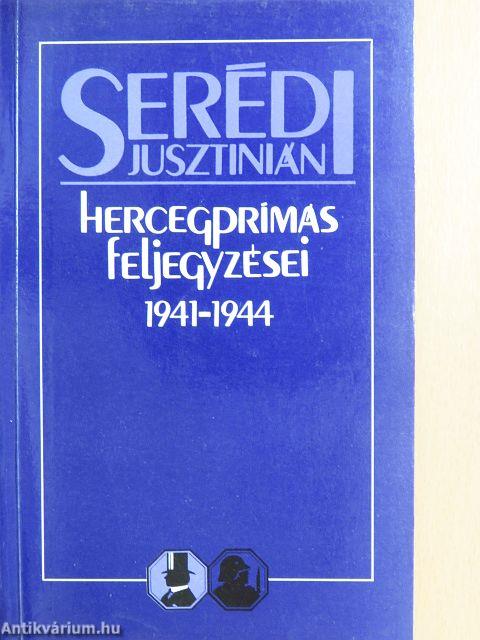 SERÉDI
JUSZTINIÁN
HERCEGPRÍMÁS
FELJEGYZÉSEI
1941-1944
Antikvárium.hu